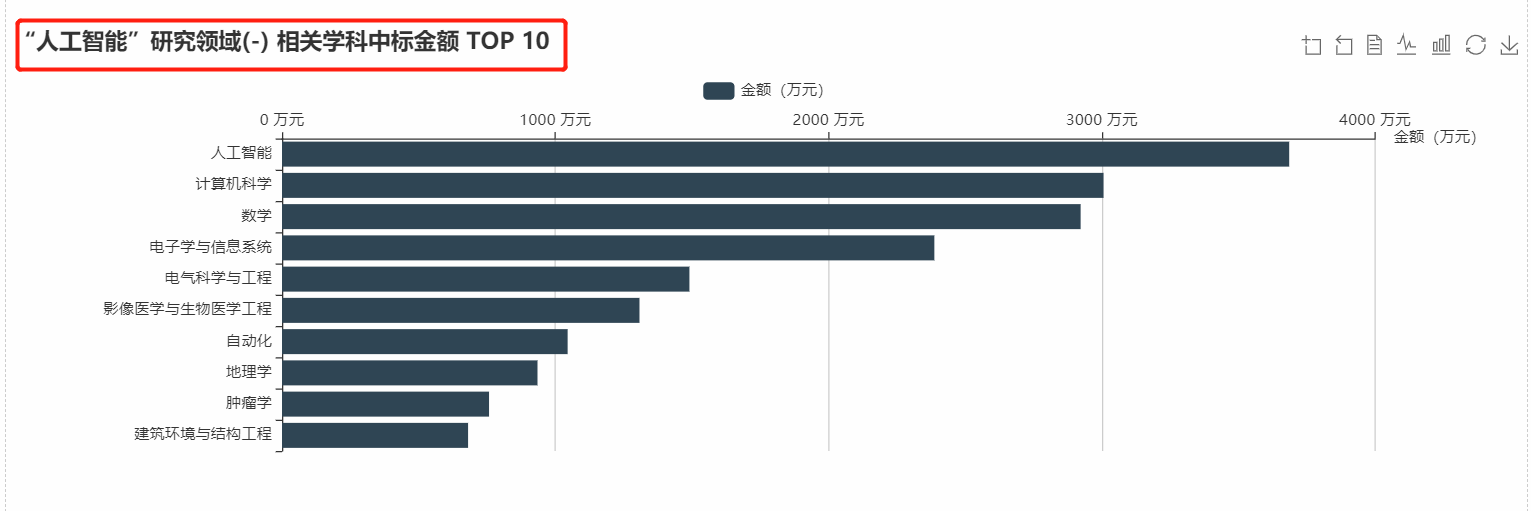 “人工智能”研究领域(-) 相关学科中标金额 TOP 10
金额（万元）
0 万元 1000 万元 2000 万元 3000 万元 4000 万元
金额（万元）
人工智能
计算机科学
数学
电子学与信息系统
电气科学与工程
影像医学与生物医学工程
自动化
地理学
肿瘤学
建筑环境与结构工程